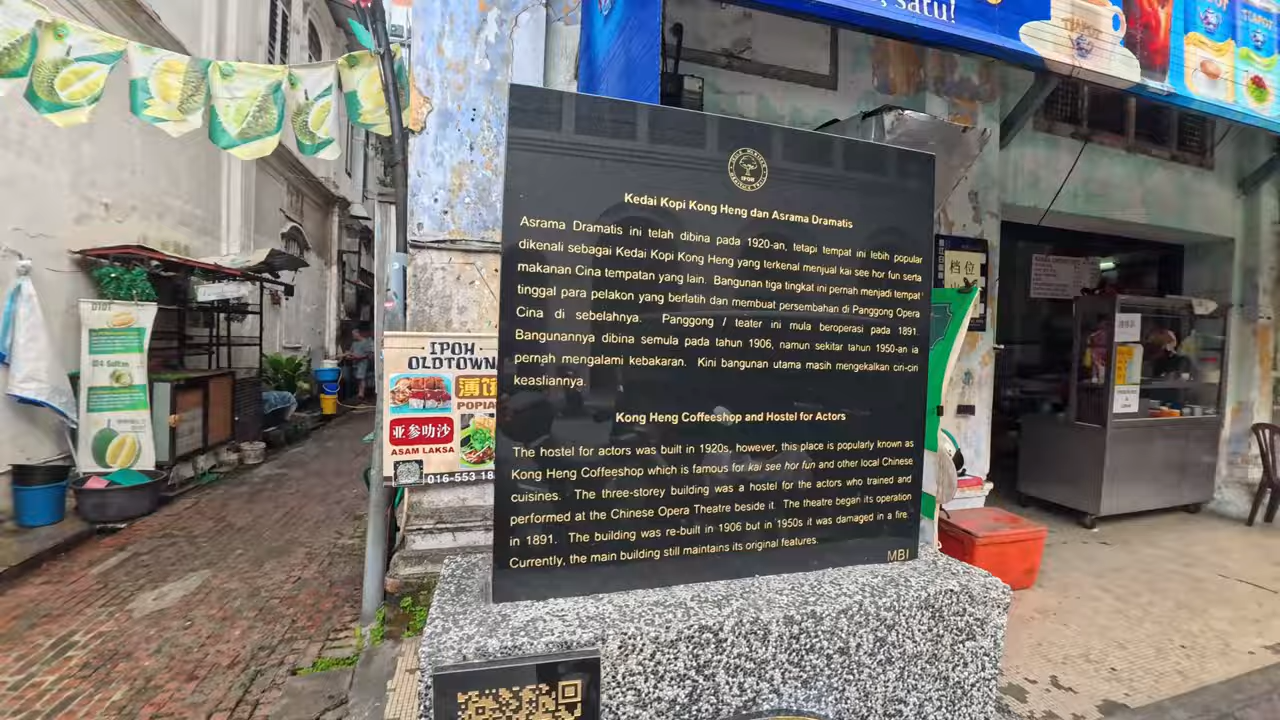 , satu!
TEAPOT
Kedai Kopi Kong Heng dan Asrama Dramatis
Asrama Dramatis ini telah dibina pada 1920-an, tetapi tempat ini lebih popular
dikenali sebagai Kedai Kopi Kong Heng yang terkenal menjual kai see hor fun serta
makanan Cina tempatan yang lain. Bangunan tiga tingkat ini pernah menjadi tempat
tinggal para pelakon yang berlatih dan membuat persembahan di Panggong Opera
Cina di sebelahnya. Panggong / teater ini mula beroperasi pada 1891.
Bangunannya dibina semula pada tahun 1906, namun sekitar tahun 1950-an ia
pernah mengalami kebakaran. Kini bangunan utama masih mengekalkan ciri-ciri
keasliannya.
Kong Heng Coffeeshop and Hostel for Actors
The hostel for actors was built in 1920s, however, this place is popularly known as
Kong Heng Coffeeshop which is famous for kai see hor fun and other local Chinese
cuisines. The three-storey building was a hostel for the actors who trained and
performed at the Chinese Opera Theatre beside it. The theatre began its operation
in 1891. The building was re-built in 1906 but in 1950s it was damaged in a fire.
Currently, the main building still maintains its original features.
MBI
IPOH
OLDTOWN
薄饼
POPIA
亚参叻沙
ASAM LAKSA
016-553 18
档位